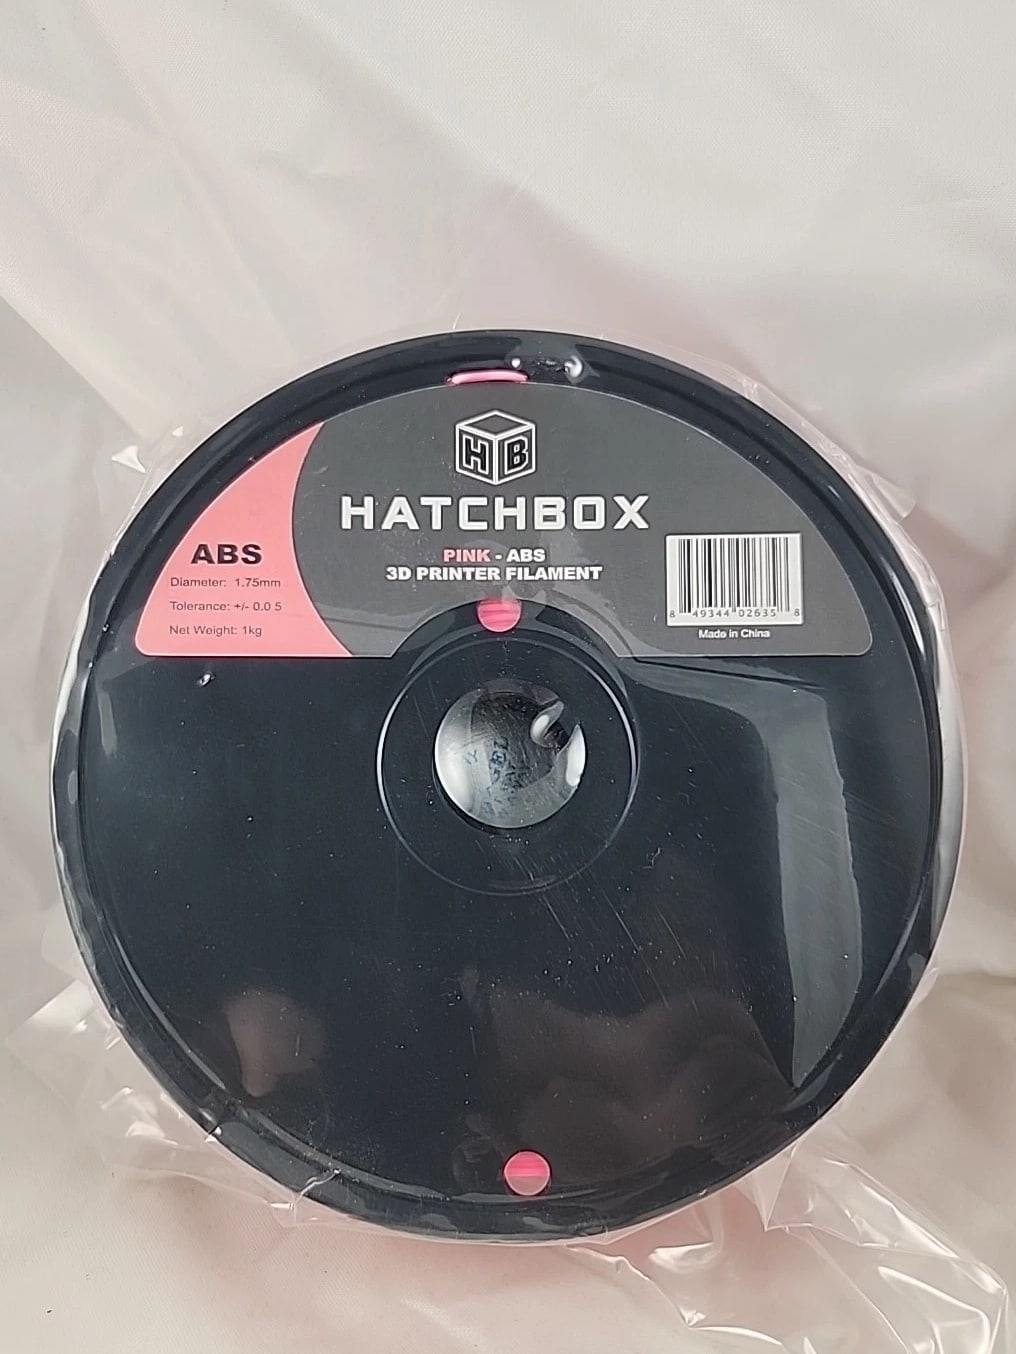 HB
HATCHBOX
PINK - ABS
3D PRINTER FILAMENT
ABS
Diameter: 1.75mm
Tolerance: +/- 0.0 5
Net Weight: 1kg
8 49344 02635 8
Made in China